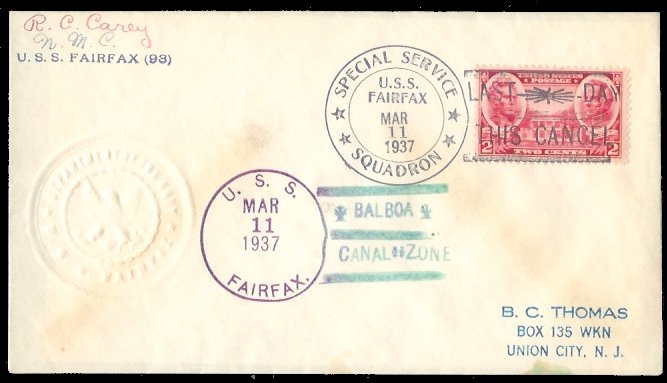 R. C. Carey
N. M. C.
U. S. S. FAIRFAX (93)
SPECIAL SERVICE
U.S.S.
FAIRFAX
MAR
11
1937
SQUADRON
UNITED STATES
POSTAGE
LAST DAY
THIS CANCEL
2 TWO CENTS 2
U. S. S.
MAR
11
1937
FAIRFAX.
BALBOA
CANAL ZONE
B. C. THOMAS
BOX 135 WKN
UNION CITY, N. J.